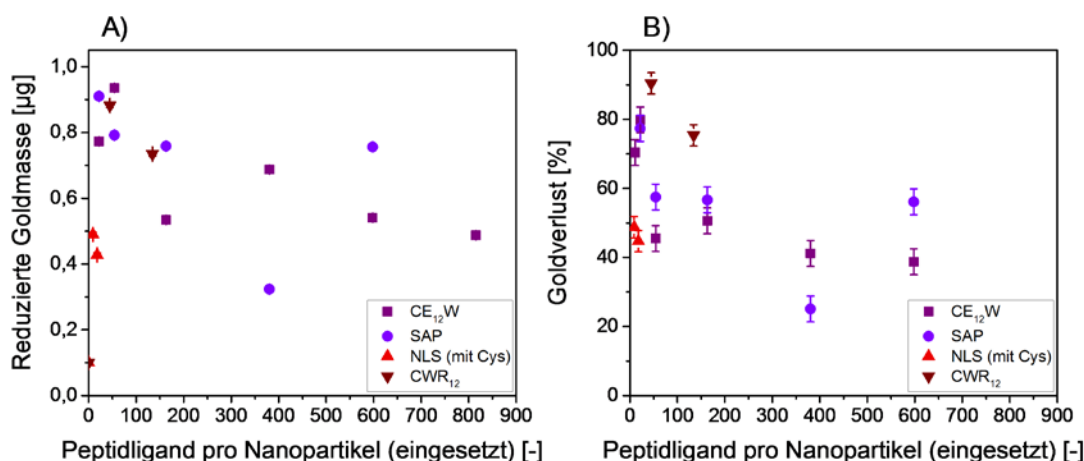 A)
Reduzierte Goldmasse [µg]
1,0
0,8
0,6
0,4
0,2
0,0
CE12W
SAP
NLS (mit Cys)
CWR12
0 100 200 300 400 500 600 700 800 900
Peptidligand pro Nanopartikel (eingesetzt) [-]
B)
Goldverlust [%]
100
80
60
40
20
0
CE12W
SAP
NLS (mit Cys)
CWR12
0 100 200 300 400 500 600 700 800 900
Peptidligand pro Nanopartikel (eingesetzt) [-]